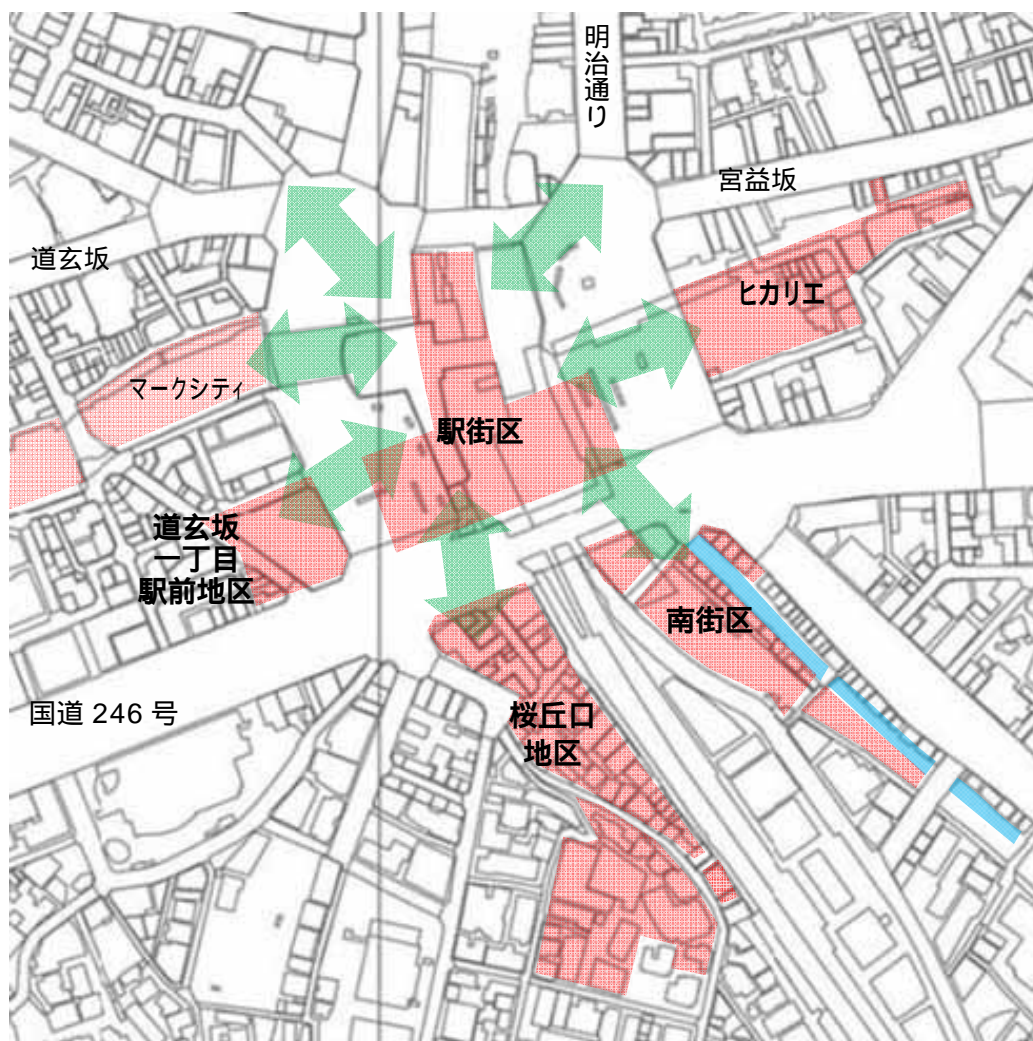 明治通り
宮益坂
道玄坂
ヒカリエ
マークシティ
駅街区
道玄坂
一丁目
駅前地区
南街区
国道 246 号
桜丘口
地区